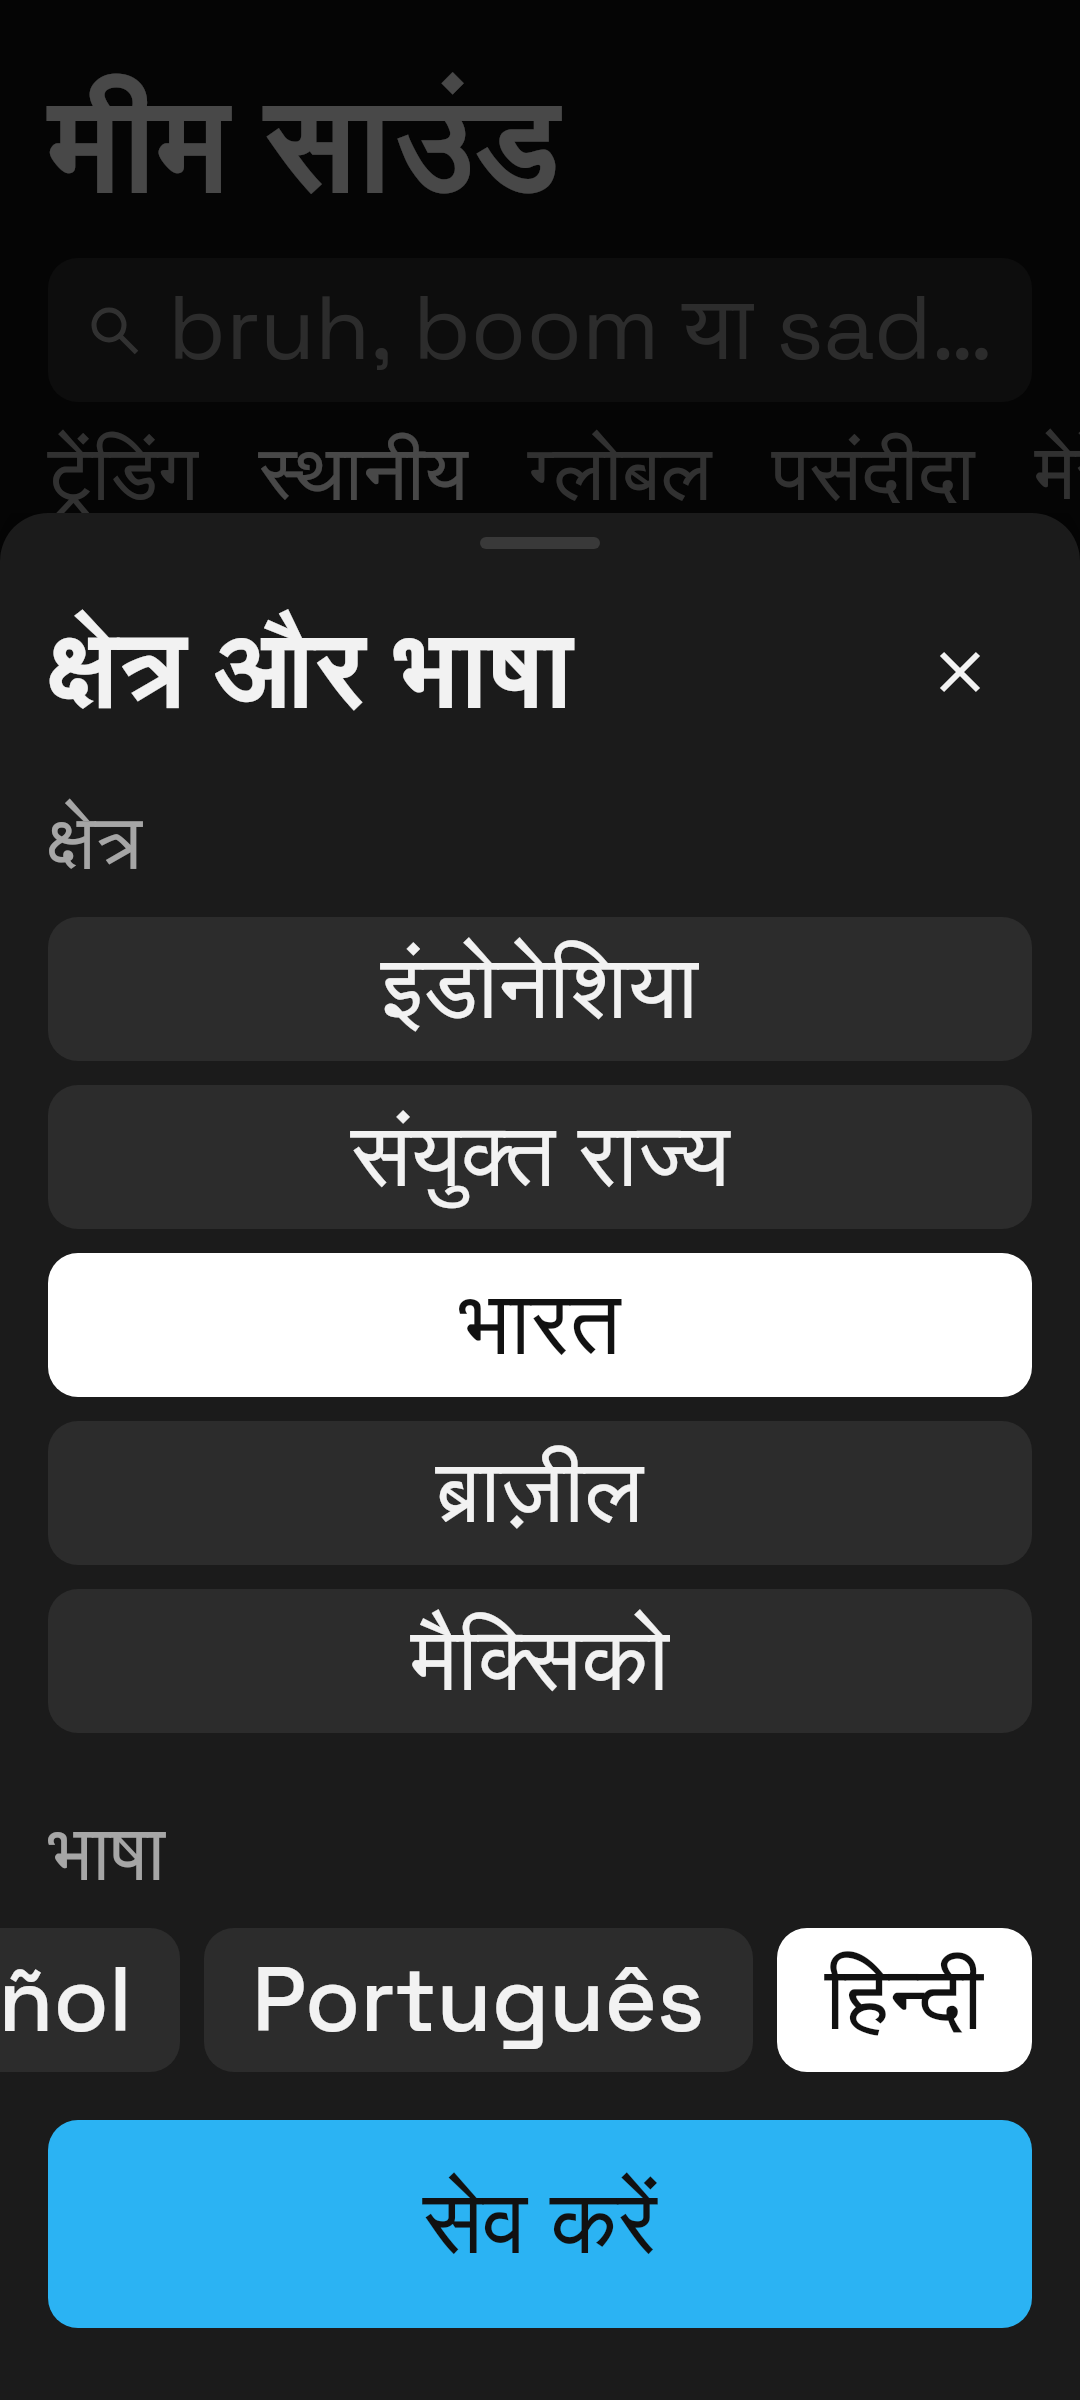 मीम साउंड
bruh, boom या sad...
ट्रेंडिंग स्थानीय ग्लोबल पसंदीदा
क्षेत्र और भाषा
क्षेत्र
इंडोनेशिया
संयुक्त राज्य
भारत
ब्राज़ील
मैक्सिको
भाषा
ñol Português हिन्दी
सेव करें